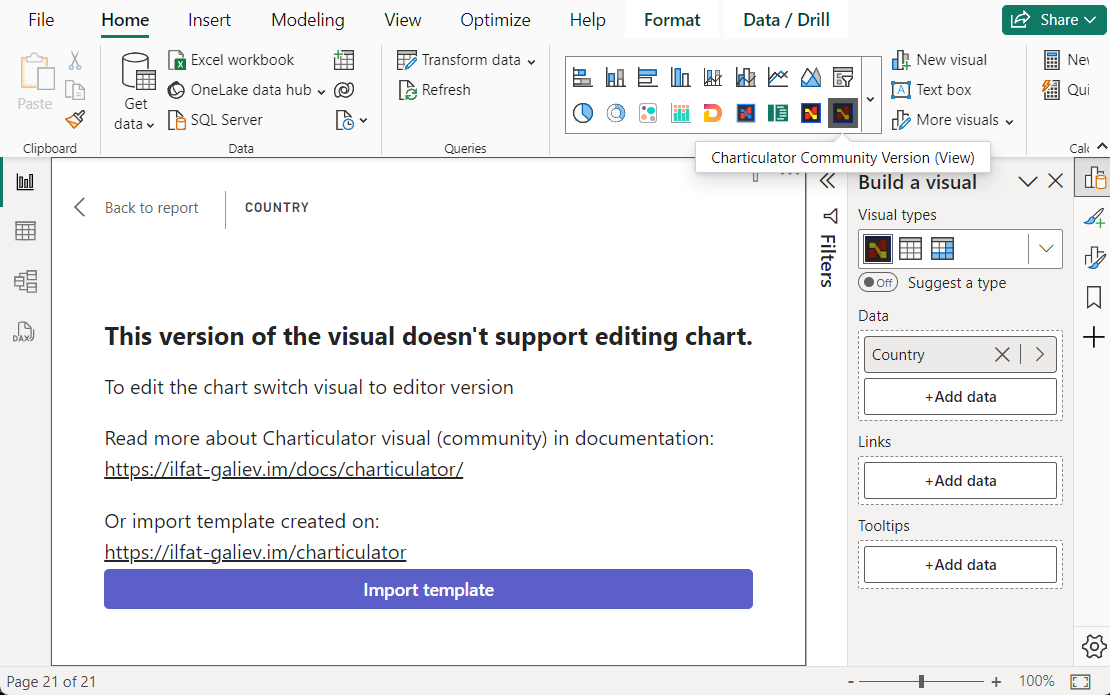 File Home Insert Modeling View Optimize Help Format Data / Drill Share
Paste
Clipboard
Get data
Excel workbook
OneLake data hub
SQL Server
Data
Transform data
Refresh
Queries
New visual
Text box
More visuals
Charticulator Community Version (View)
Back to report
COUNTRY
This version of the visual doesn't support editing chart.
To edit the chart switch visual to editor version
Read more about Charticulator visual (community) in documentation:
https://ilfat-galiev.im/docs/charticulator/
Or import template created on:
https://ilfat-galiev.im/charticulator
Import template
Filters
Build a visual
Visual types
Off Suggest a type
Data
Country
+Add data
Links
+Add data
Tooltips
+Add data
DAX
Page 21 of 21
- + 100%